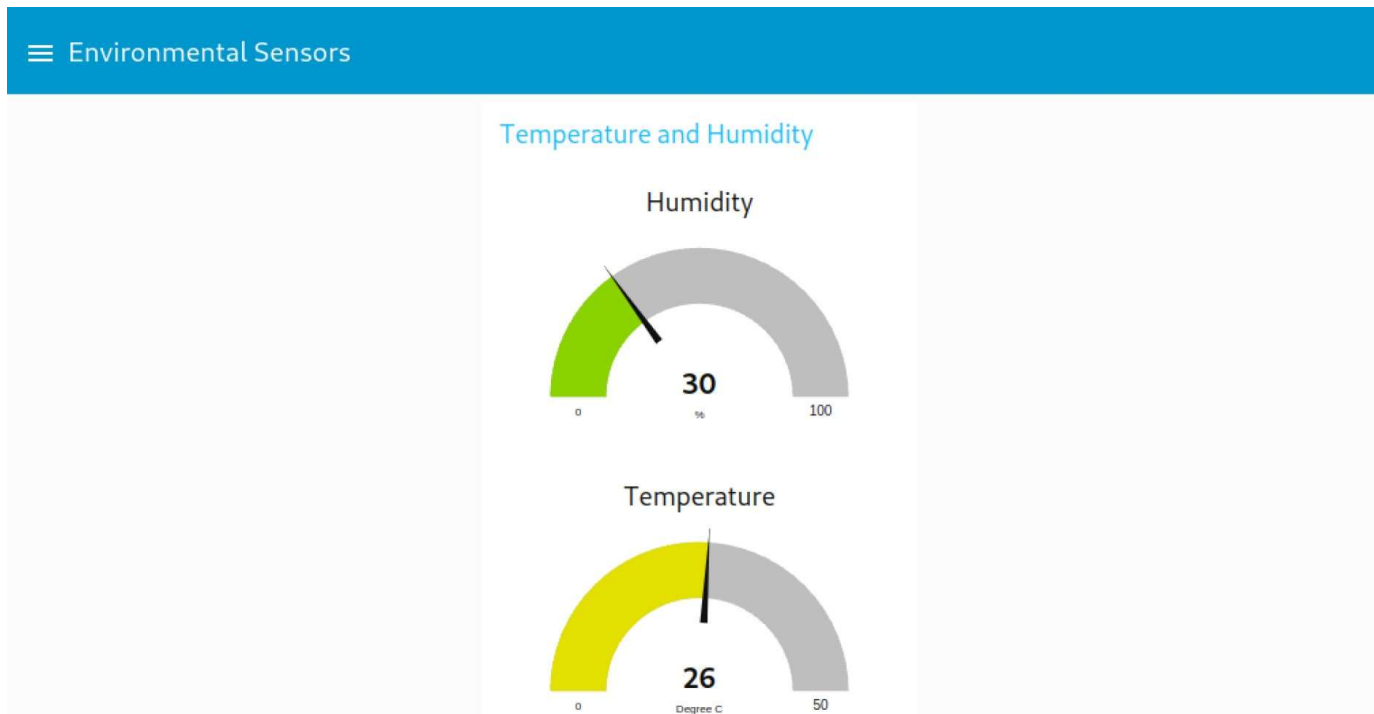 Environmental Sensors
Temperature and Humidity
Humidity
30
0 % 100
Temperature
26
0 Degree C 50